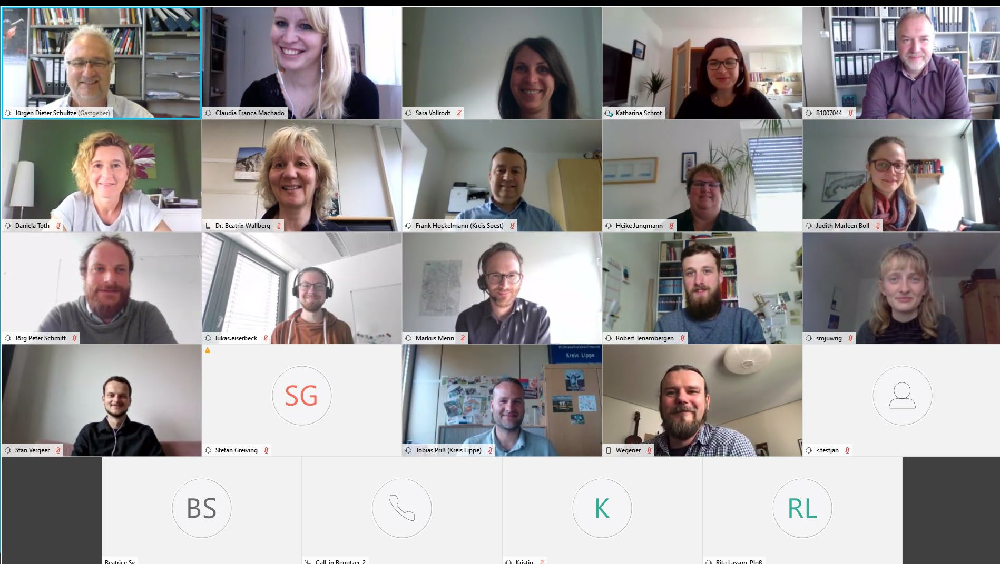 Jürgen Dieter Schultze (Gastgeber)
Claudia Franca Machado
Sara Vollrodt
Katharina Schrot
B1007044
Daniela Toth
Dr. Beatrix Wallberg
Frank Hockelmann (Kreis Soest)
Heike Jungmann
Judith Marleen Boll
Jörg Peter Schmitt
lukas.eiserbeck
Markus Menn
Robert Tenambergen
smjuwrig
Klimaschutzkommune
Kreis Lippe
SG
Stan Vergeer
Stefan Greiving
Tobias Priß (Kreis Lippe)
Wegener
<testjan
BS
K
RL
Beatrice Sy
Call-in Benutzer 2
Kristin
Rita Lasson-Ploß